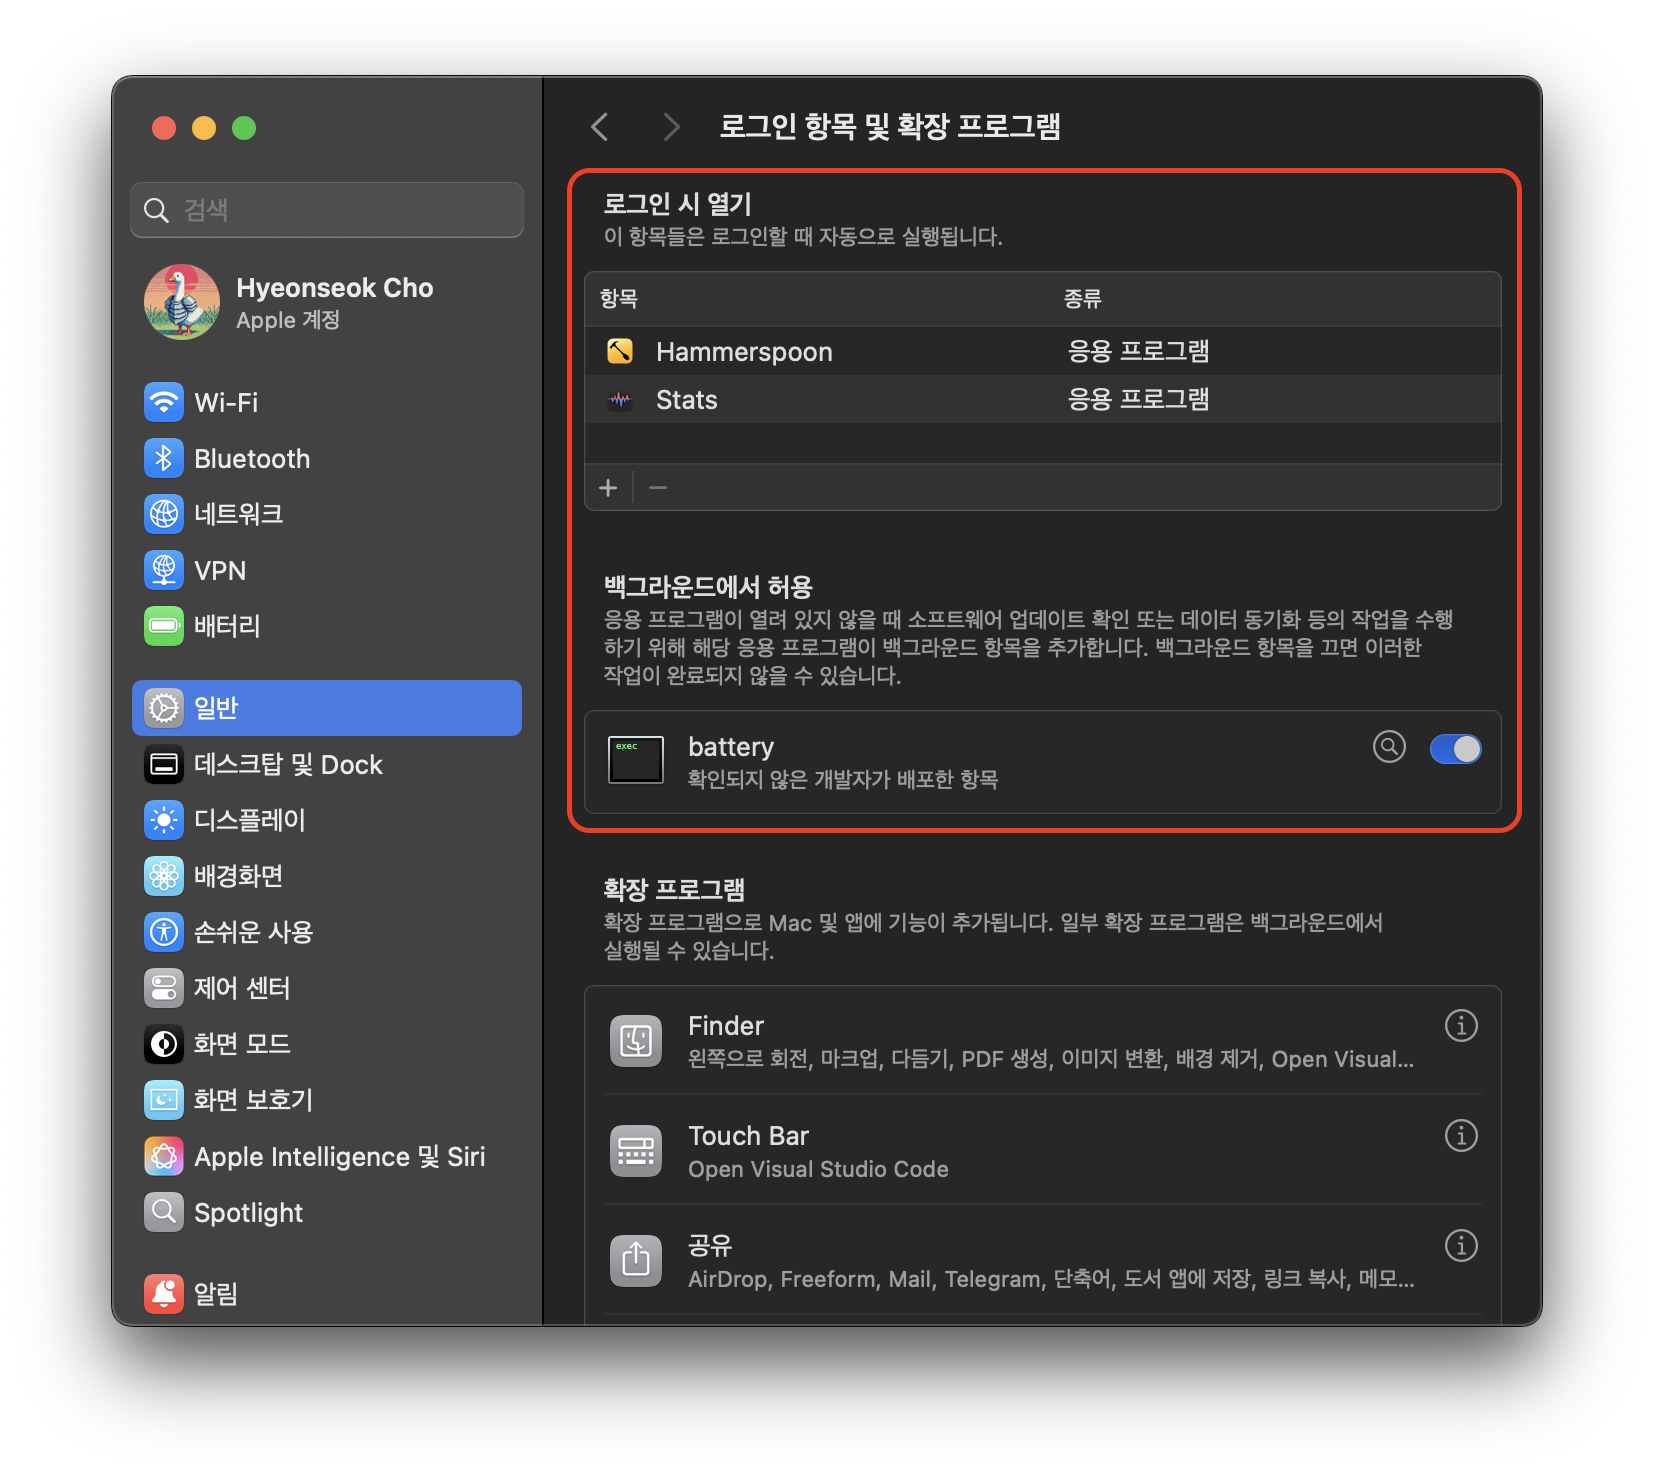 로그인 항목 및 확장 프로그램
검색
Hyeonseok Cho
Apple 계정
Wi-Fi
Bluetooth
네트워크
VPN
배터리
일반
데스크탑 및 Dock
디스플레이
배경화면
손쉬운 사용
제어 센터
화면 모드
화면 보호기
Apple Intelligence 및 Siri
Spotlight
알림
로그인 시 열기
이 항목들은 로그인할 때 자동으로 실행됩니다.
항목 종류
Hammerspoon 응용 프로그램
Stats 응용 프로그램
백그라운드에서 허용
응용 프로그램이 열려 있지 않을 때 소프트웨어 업데이트 확인 또는 데이터 동기화 등의 작업을 수행
하기 위해 해당 응용 프로그램이 백그라운드 항목을 추가합니다. 백그라운드 항목을 끄면 이러한
작업이 완료되지 않을 수 있습니다.
exec
battery
확인되지 않은 개발자가 배포한 항목
확장 프로그램
확장 프로그램으로 Mac 및 앱에 기능이 추가됩니다. 일부 확장 프로그램은 백그라운드에서
실행될 수 있습니다.
Finder
왼쪽으로 회전, 마크업, 다듬기, PDF 생성, 이미지 변환, 배경 제거, Open Visual...
Touch Bar
Open Visual Studio Code
공유
AirDrop, Freeform, Mail, Telegram, 단축어, 도서 앱에 저장, 링크 복사, 메모...